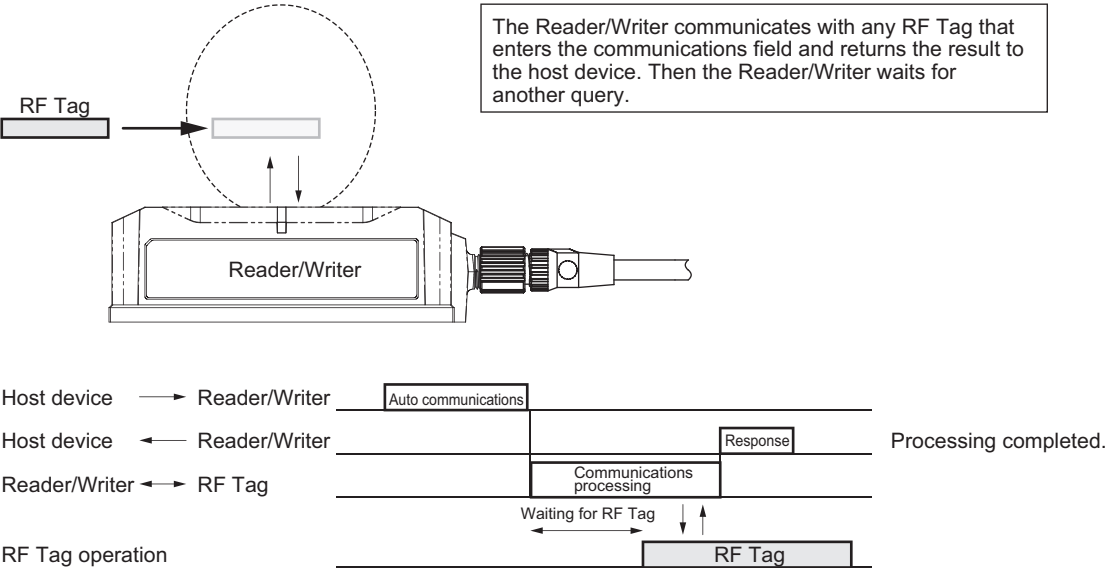 The Reader/Writer communicates with any RF Tag that
enters the communications field and returns the result to
the host device. Then the Reader/Writer waits for
another query.
RF Tag
Reader/Writer
Host device Reader/Writer
Auto communications
Host device Reader/Writer
Response
Processing completed.
Reader/Writer RF Tag
Communications
processing
Waiting for RF Tag
RF Tag operation
RF Tag